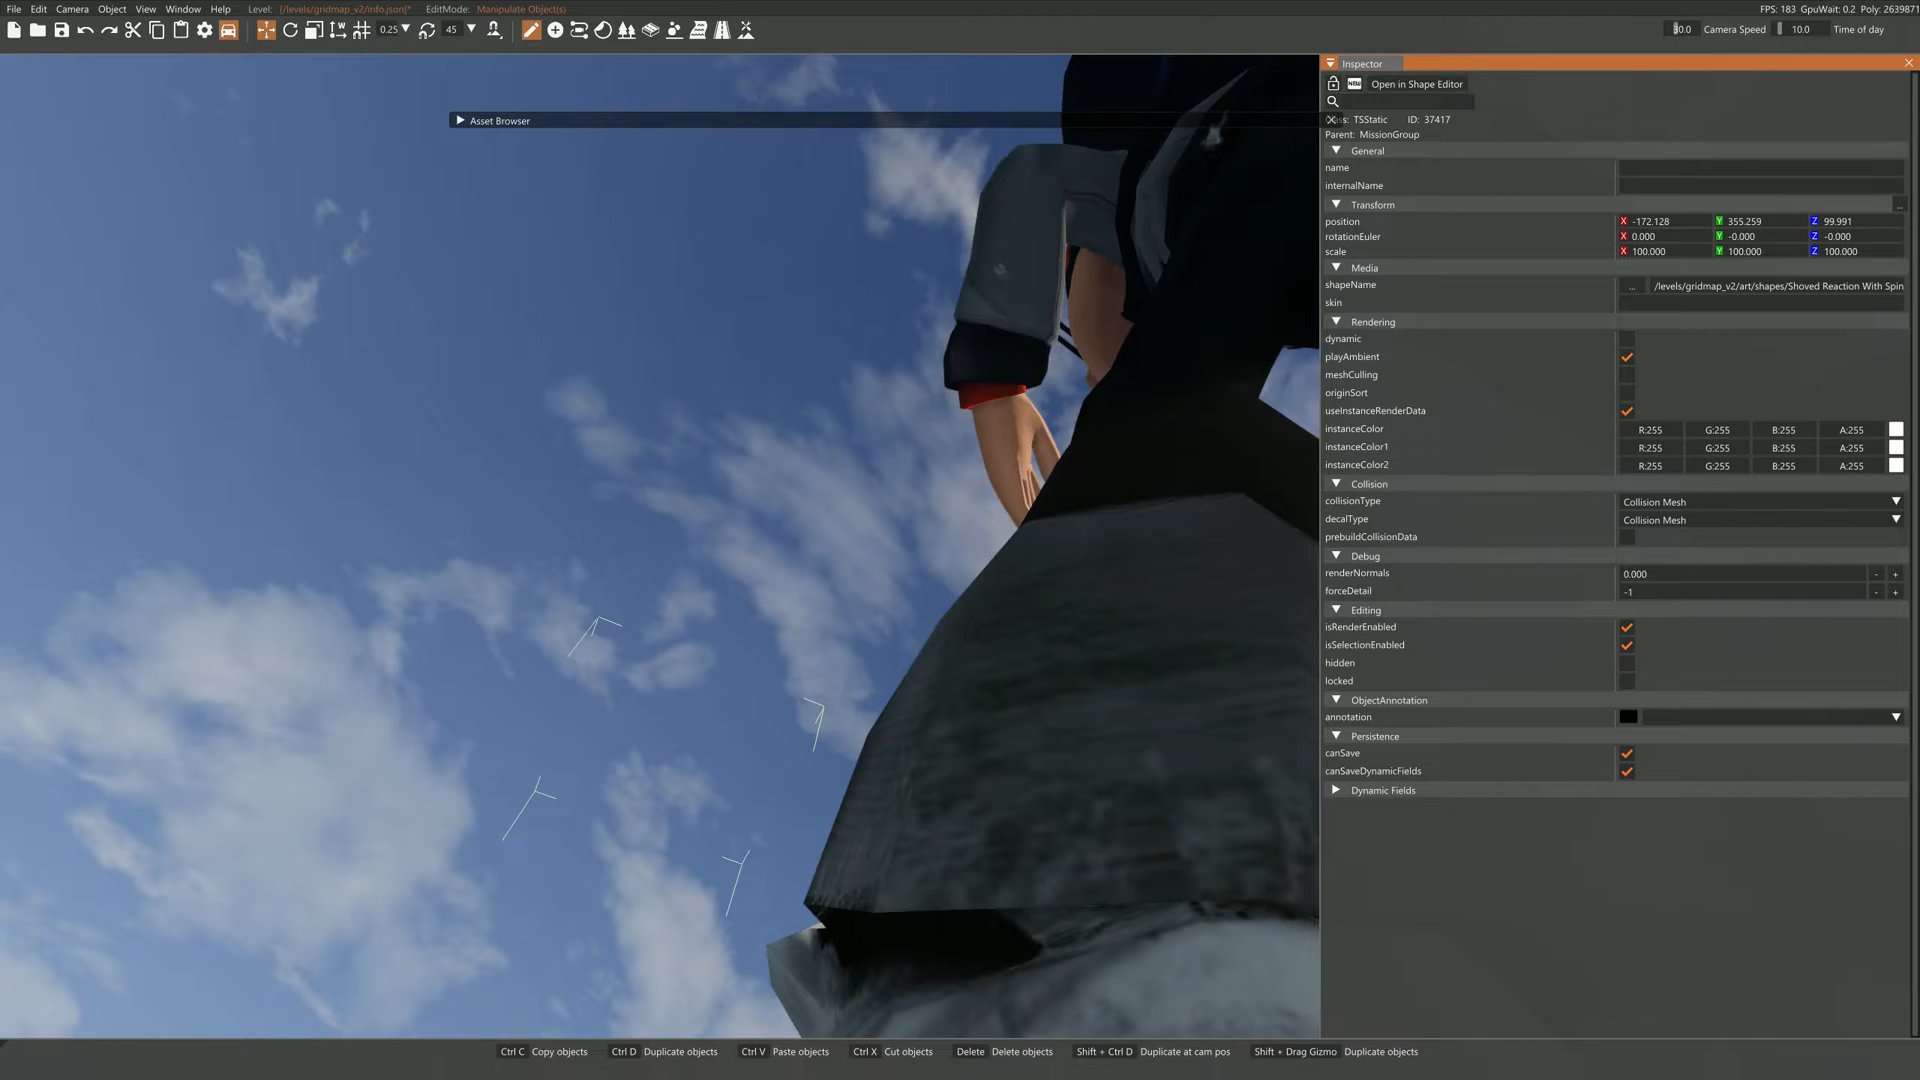 File Edit Camera Object View Window Help Level: [/levels/gridmap_v2/info.json]* EditMode: Manipulate Object(s) FPS: 183 GpuWait: 0.2 Poly: 2639871
0.25 45 30.0 Camera Speed 10.0 Time of day
Inspector
NEW Open in Shape Editor
Asset Browser
TSStatic ID: 37417
Parent: MissionGroup
General
name
internalName
Transform ...
position X -172.128 Y 355.259 Z 99.991
rotationEuler X 0.000 Y -0.000 Z -0.000
scale X 100.000 Y 100.000 Z 100.000
Media
shapeName ... /levels/gridmap_v2/art/shapes/Shoved Reaction With Spin
skin
Rendering
dynamic
playAmbient
meshCulling
originSort
useInstanceRenderData
instanceColor R:255 G:255 B:255 A:255
instanceColor1 R:255 G:255 B:255 A:255
instanceColor2 R:255 G:255 B:255 A:255
Collision
collisionType Collision Mesh
decalType Collision Mesh
prebuildCollisionData
Debug
renderNormals 0.000 - +
forceDetail -1 - +
Editing
isRenderEnabled
isSelectionEnabled
hidden
locked
ObjectAnnotation
annotation
Persistence
canSave
canSaveDynamicFields
Dynamic Fields
Ctrl C Copy objects Ctrl D Duplicate objects Ctrl V Paste objects Ctrl X Cut objects Delete Delete objects Shift + Ctrl D Duplicate at cam pos Shift + Drag Gizmo Duplicate objects